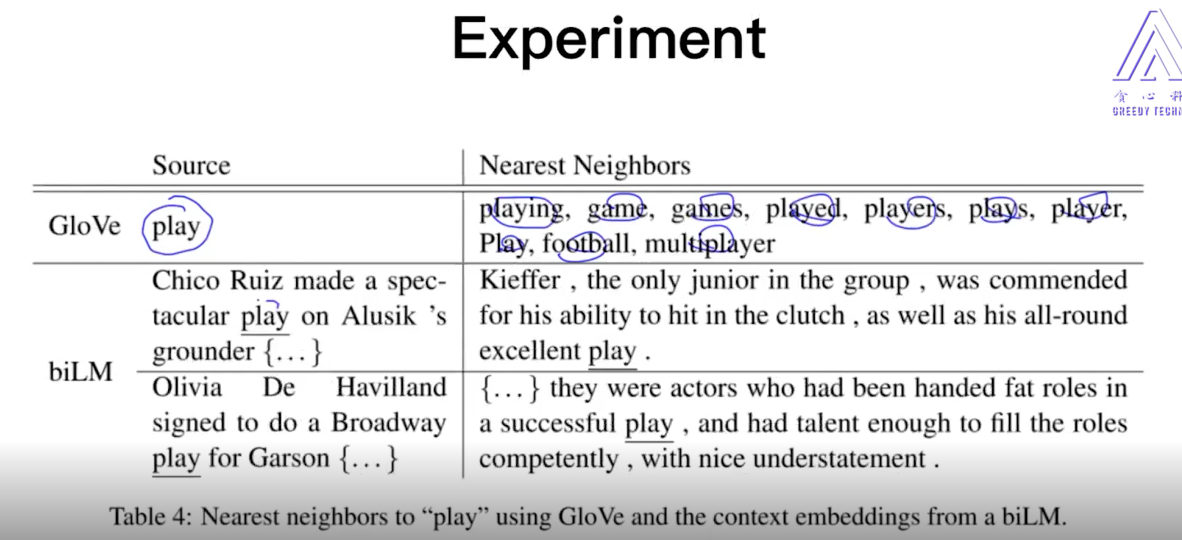 Experiment
贪心科
GREEDY TECHN
Source Nearest Neighbors
GloVe play playing, game, games, played, players, plays, player,
Play, football, multiplayer
biLM
Chico Ruiz made a spec-
tacular play on Alusik 's
grounder {...}
Kieffer , the only junior in the group , was commended
for his ability to hit in the clutch , as well as his all-round
excellent play .
Olivia De Havilland
signed to do a Broadway
play for Garson {...}
{...} they were actors who had been handed fat roles in
a successful play , and had talent enough to fill the roles
competently , with nice understatement .
Table 4: Nearest neighbors to “play” using GloVe and the context embeddings from a biLM.